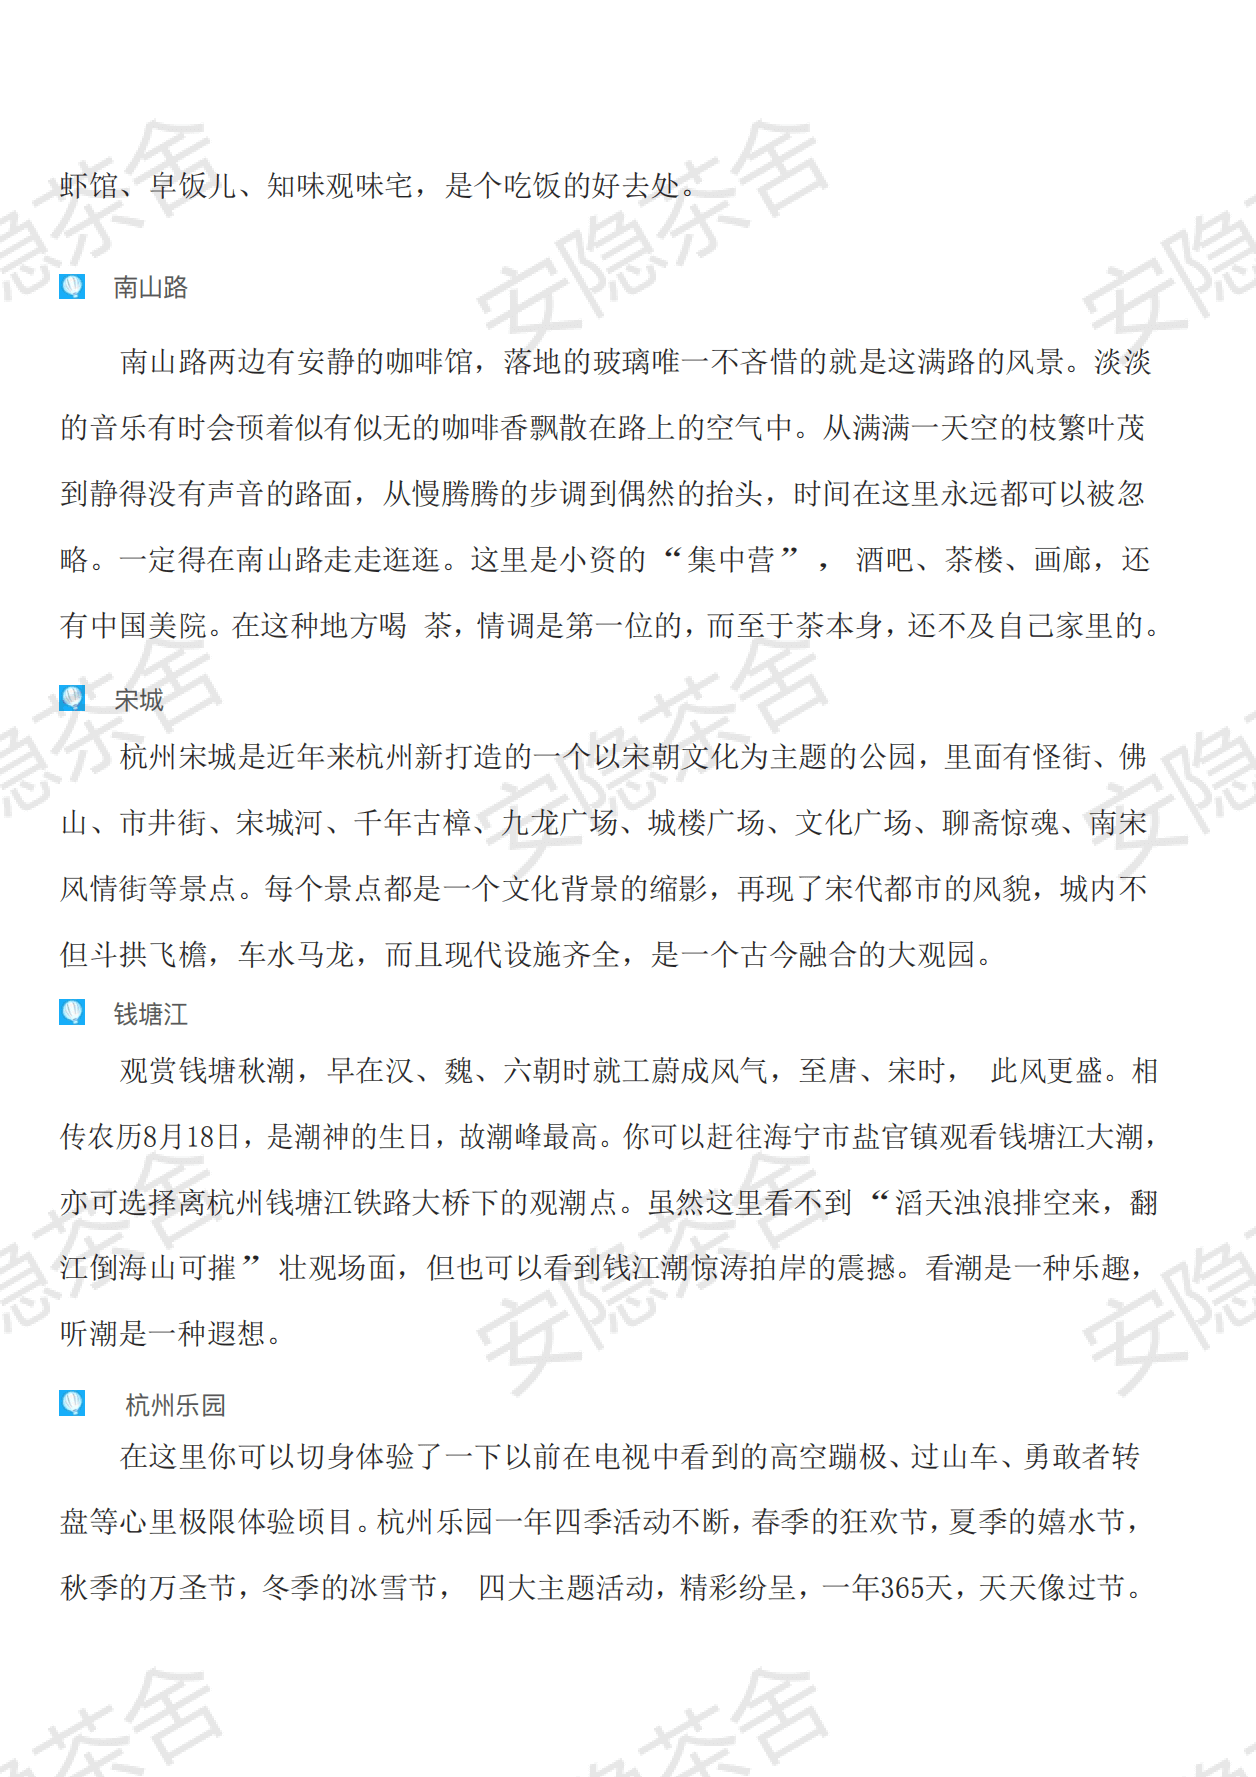 虾馆、皁饭儿、知味观味宅，是个吃饭的好去处。
南山路
南山路两边有安静的咖啡馆，落地的玻璃唯一不吝惜的就是这满路的风景。淡淡
的音乐有时会顸着似有似无的咖啡香飘散在路上的空气中。从满满一天空的枝繁叶茂
到静得没有声音的路面，从慢腾腾的步调到偶然的抬头，时间在这里永远都可以被忽
略。一定得在南山路走走逛逛。这里是小资的“集中营”， 酒吧、茶楼、画廊，还
有中国美院。在这种地方喝 茶，情调是第一位的，而至于茶本身，还不及自己家里的。
宋城
杭州宋城是近年来杭州新打造的一个以宋朝文化为主题的公园，里面有怪街、佛
山、市井街、宋城河、千年古樟、九龙广场、城楼广场、文化广场、聊斋惊魂、南宋
风情街等景点。每个景点都是一个文化背景的缩影，再现了宋代都市的风貌，城内不
但斗拱飞檐，车水马龙，而且现代设施齐全，是一个古今融合的大观园。
钱塘江
观赏钱塘秋潮，早在汉、魏、六朝时就工蔚成风气，至唐、宋时， 此风更盛。相
传农历8月18日，是潮神的生日，故潮峰最高。你可以赶往海宁市盐官镇观看钱塘江大潮，
亦可选择离杭州钱塘江铁路大桥下的观潮点。虽然这里看不到“滔天浊浪排空来，翻
江倒海山可摧”壮观场面，但也可以看到钱江潮惊涛拍岸的震撼。看潮是一种乐趣，
听潮是一种遐想。
杭州乐园
在这里你可以切身体验了一下以前在电视中看到的高空蹦极、过山车、勇敢者转
盘等心里极限体验顷目。杭州乐园一年四季活动不断，春季的狂欢节，夏季的嬉水节，
秋季的万圣节，冬季的冰雪节， 四大主题活动，精彩纷呈，一年365天，天天像过节。
安隐茶舍